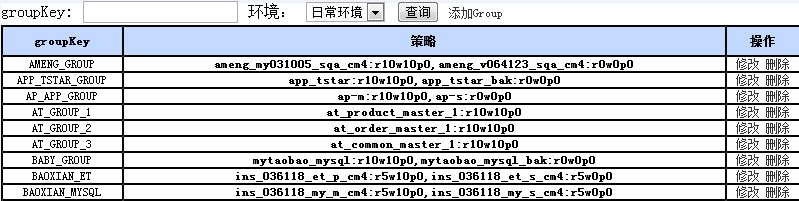 groupKey: 环境： 日常环境 查询 添加Group
groupKey 策略 操作
AMENG_GROUP ameng_my031005_sqa_cm4:r10w10p0,ameng_v064123_sqa_cm4:r0w0p0 修改 删除
APP_TSTAR_GROUP app_tstar:r10w10p0,app_tstar_bak:r0w0p0 修改 删除
AP_APP_GROUP ap-m:r10w10p0,ap-s:r0w0p0 修改 删除
AT_GROUP_1 at_product_master_1:r10w10p0 修改 删除
AT_GROUP_2 at_order_master_1:r10w10p0 修改 删除
AT_GROUP_3 at_common_master_1:r10w10p0 修改 删除
BABY_GROUP mytaobao_mysql:r10w10p0,mytaobao_mysql_bak:r0w0p0 修改 删除
BAOXIAN_ET ins_036118_et_p_cm4:r5w10p0,ins_036118_et_s_cm4:r5w0p0 修改 删除
BAOXIAN_MYSQL ins_036118_my_m_cm4:r5w10p0,ins_036118_my_s_cm4:r5w0p0 修改 删除